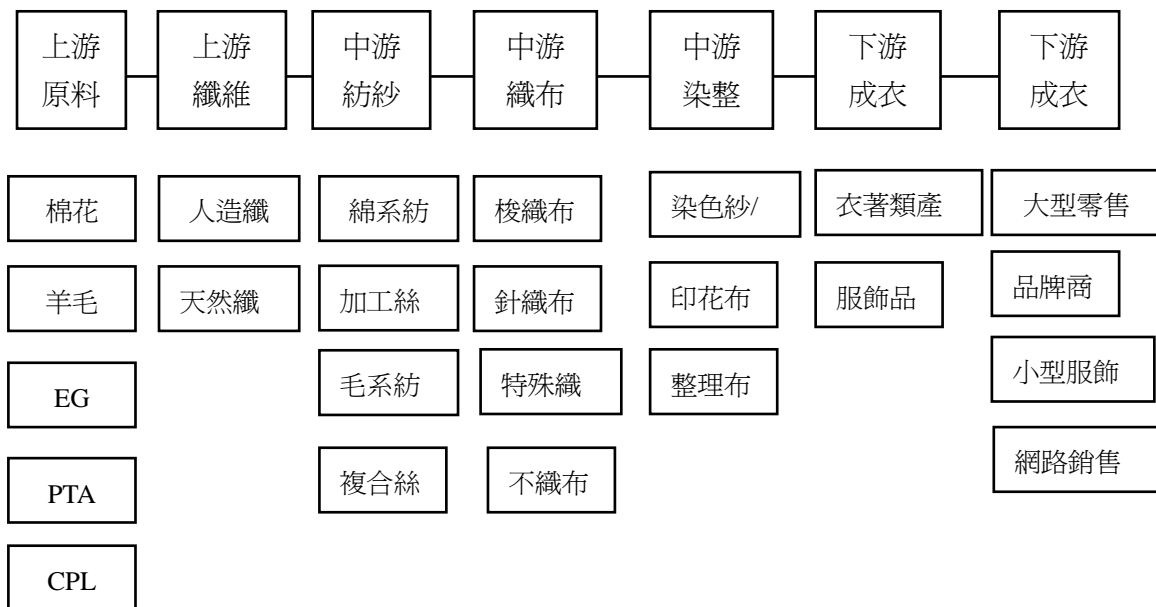 上游
原料
上游
纖維
中游
紡紗
中游
織布
中游
染整
下游
成衣
下游
成衣
棉花
人造纖
綿系紡
梭織布
染色紗/
衣著類產
大型零售
羊毛
天然纖
加工絲
針織布
印花布
服飾品
品牌商
EG
毛系紡
特殊織
整理布
小型服飾
PTA
複合絲
不織布
網路銷售
CPL